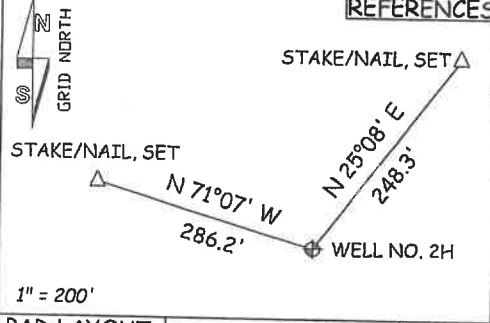 REFERENCES
N
GRID NORTH
S
STAKE/NAIL, SET
STAKE/NAIL, SET
N 25°08' E
248.3'
N 71°07' W
286.2'
WELL NO. 2H
1" = 200'
PAD LAYOUT